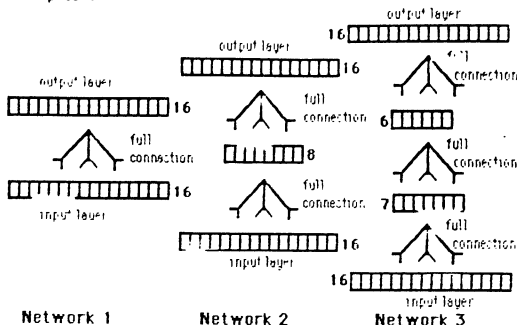 output layer
16
full
connection
16
input layer
Network 1
output layer
16
full
connection
8
full
connection
16
input layer
Network 2
output layer
16
full
connection
6
full
connection
7
full
connection
16
input layer
Network 3